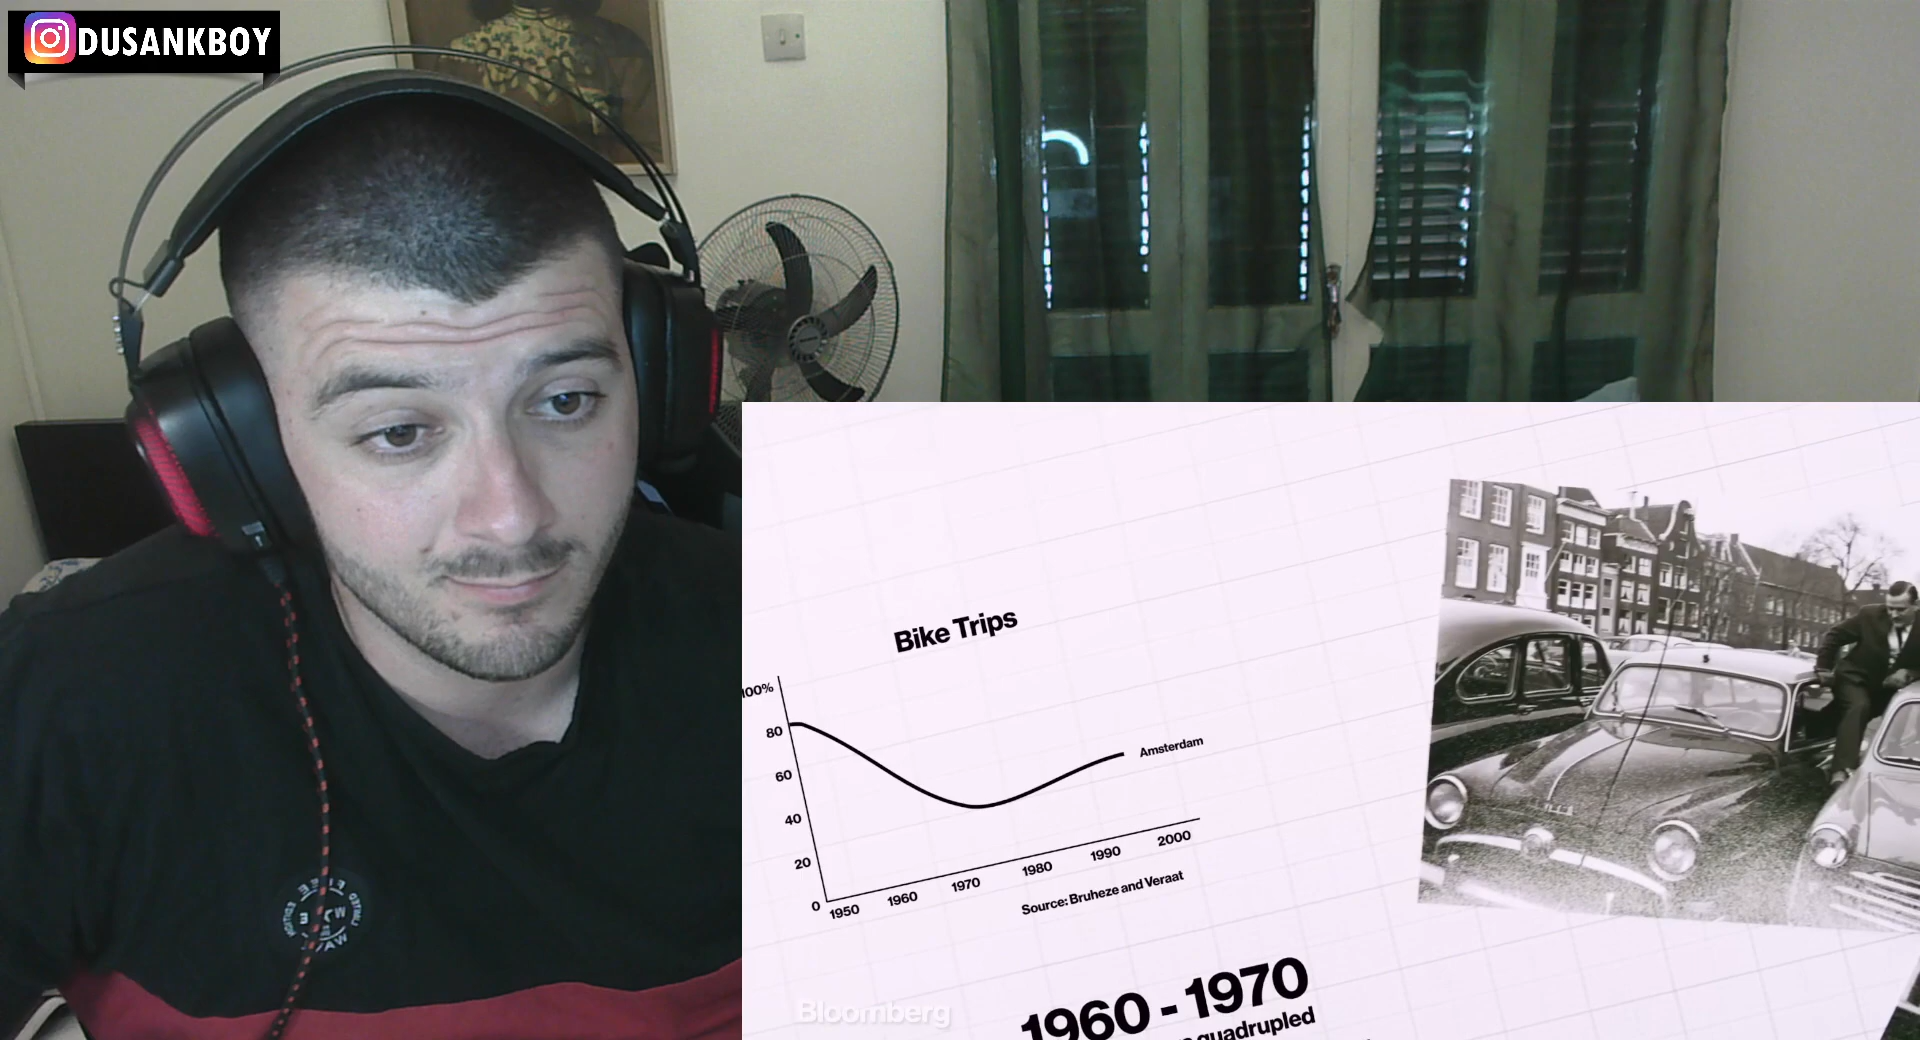 DUSANKBOY
Bike Trips
100%
80
60
40
20
0
1950
1960
1970
1980
1990
2000
Amsterdam
Source: Bruheze and Veraat
1960 - 1970
quadrupled
Bloomberg